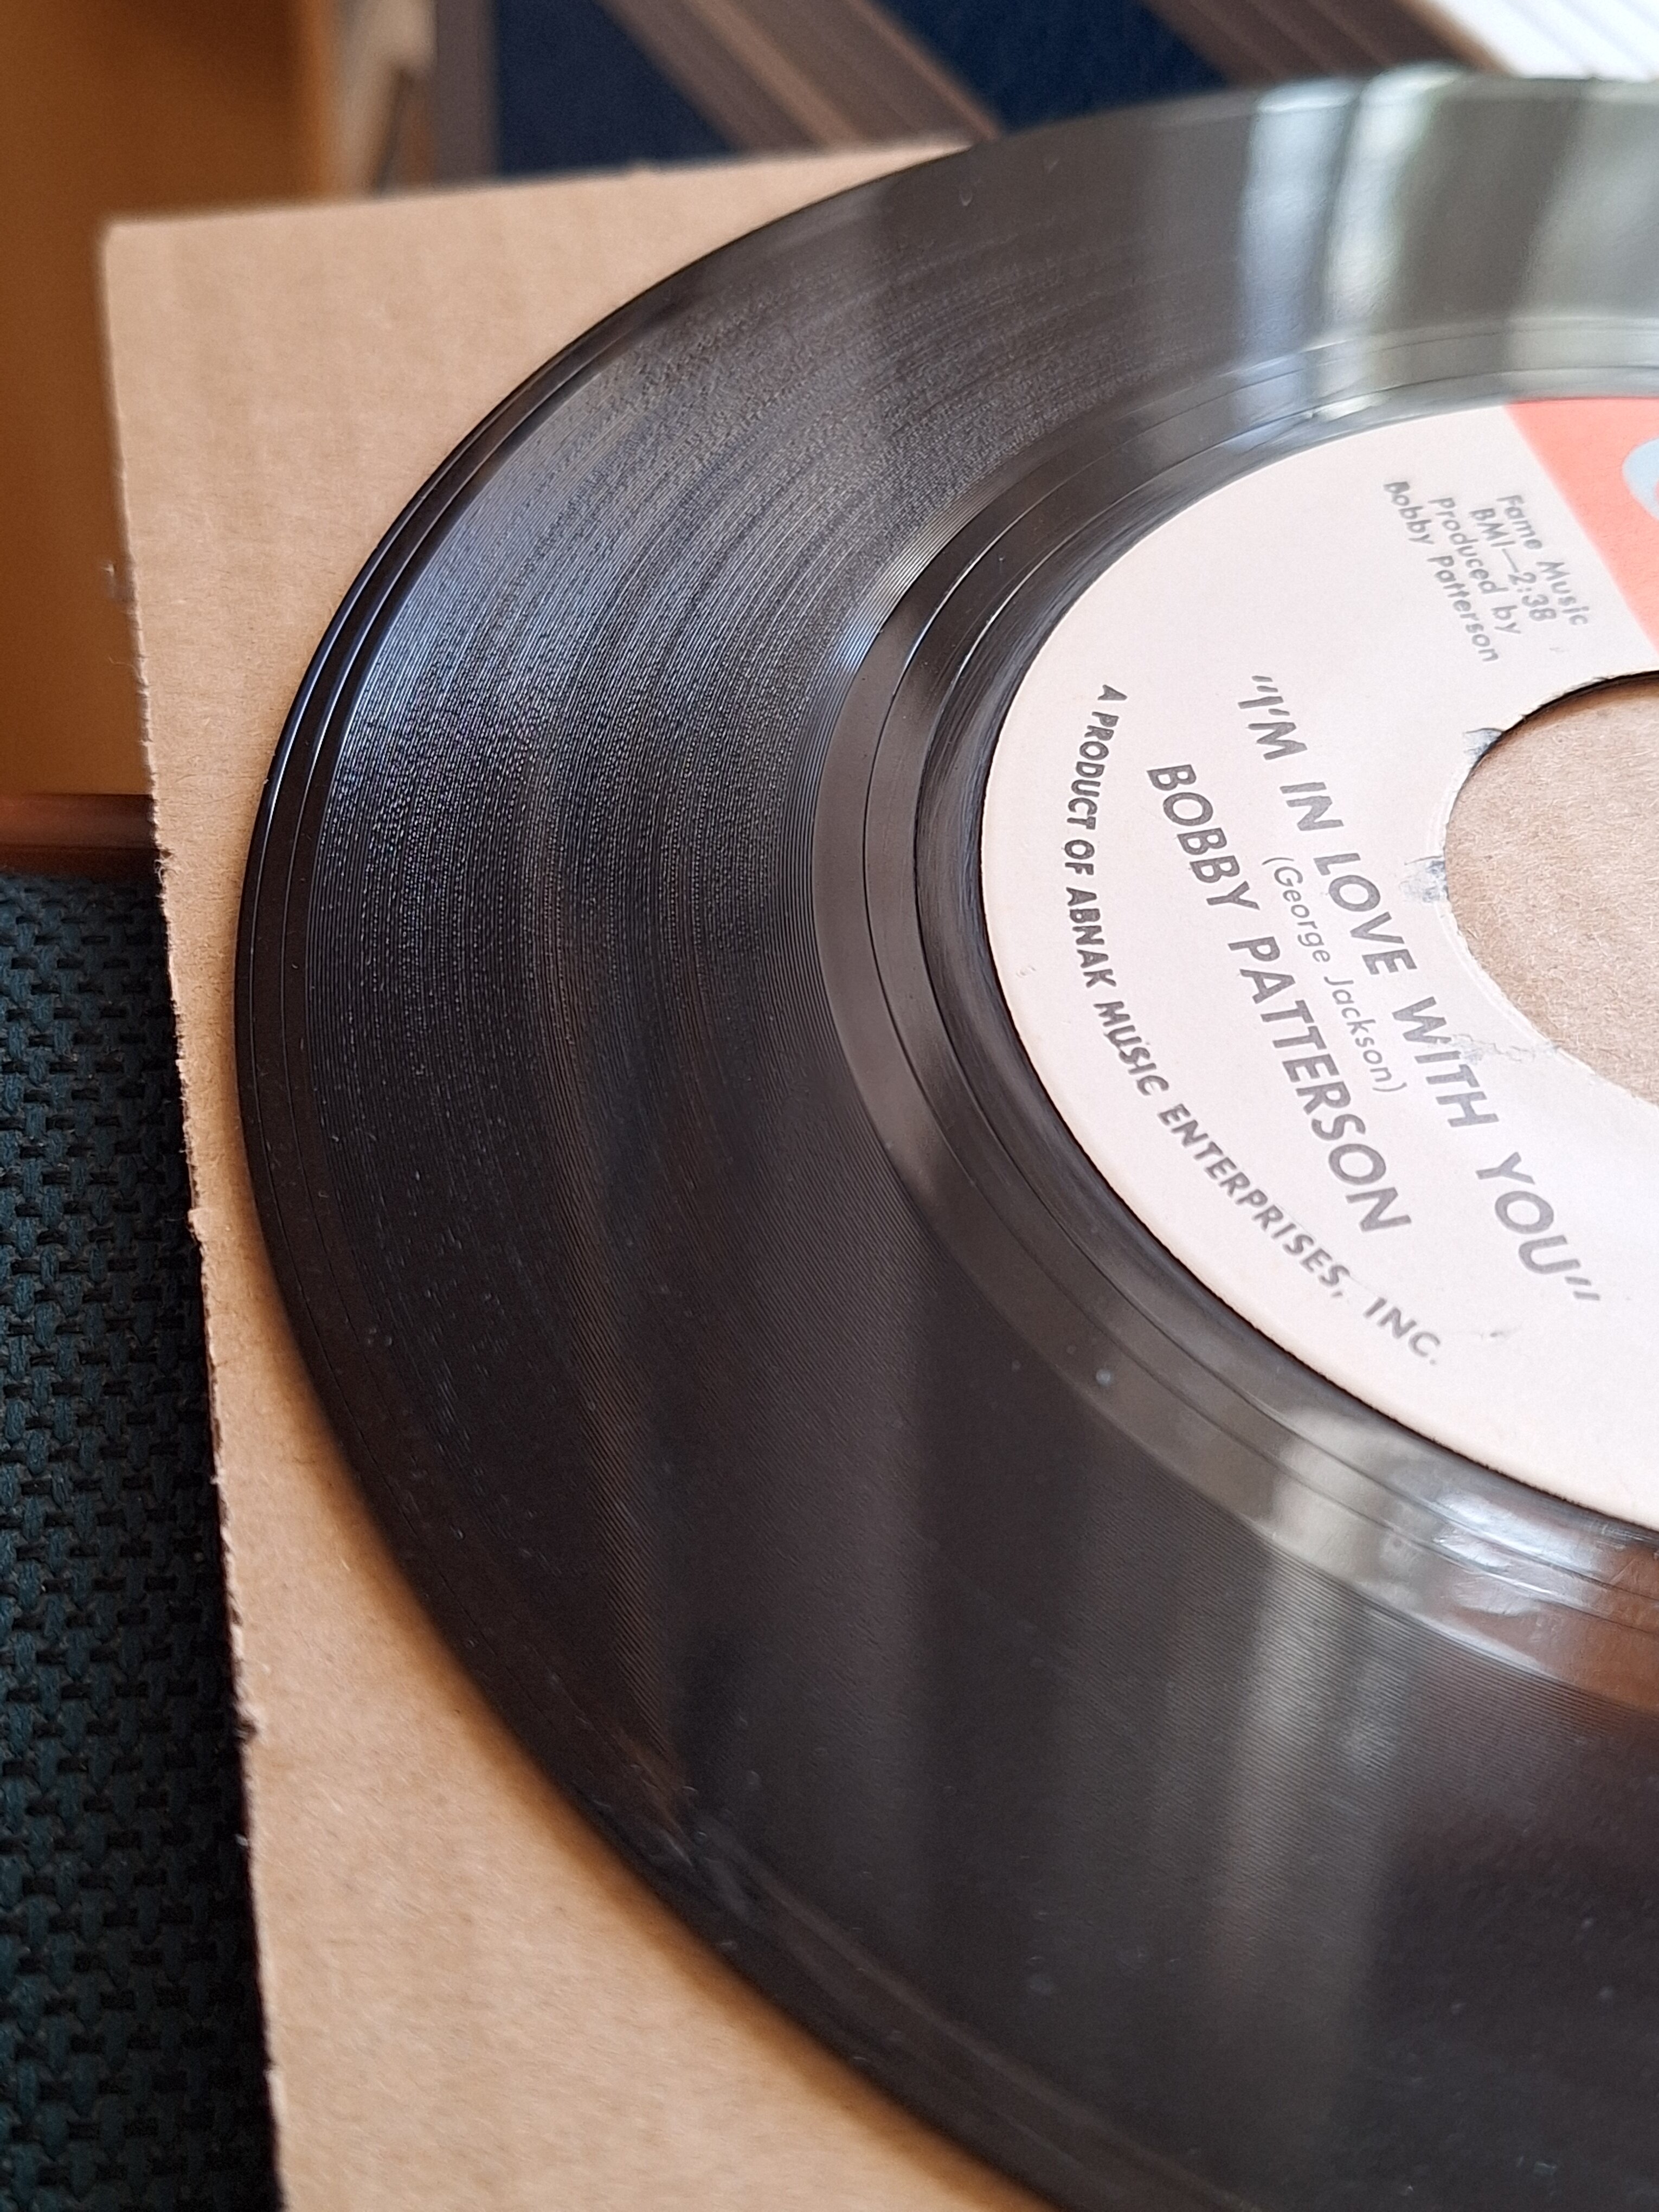 Fame Music
BMI—2:38
Produced by
Bobby Patterson
"I'M IN LOVE WITH YOU"
(George Jackson)
BOBBY PATTERSON
A PRODUCT OF ABNAK MUSIC ENTERPRISES, INC.